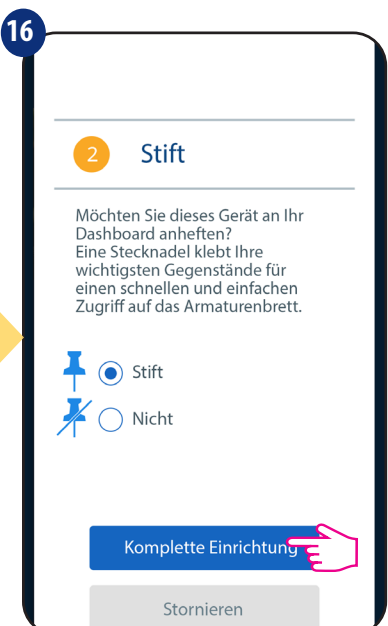 16
2 Stift
Möchten Sie dieses Gerät an Ihr
Dashboard anheften?
Eine Stecknadel klebt Ihre
wichtigsten Gegenstände für
einen schnellen und einfachen
Zugriff auf das Armaturenbrett.
Stift
Nicht
Komplette Einrichtung
Stornieren